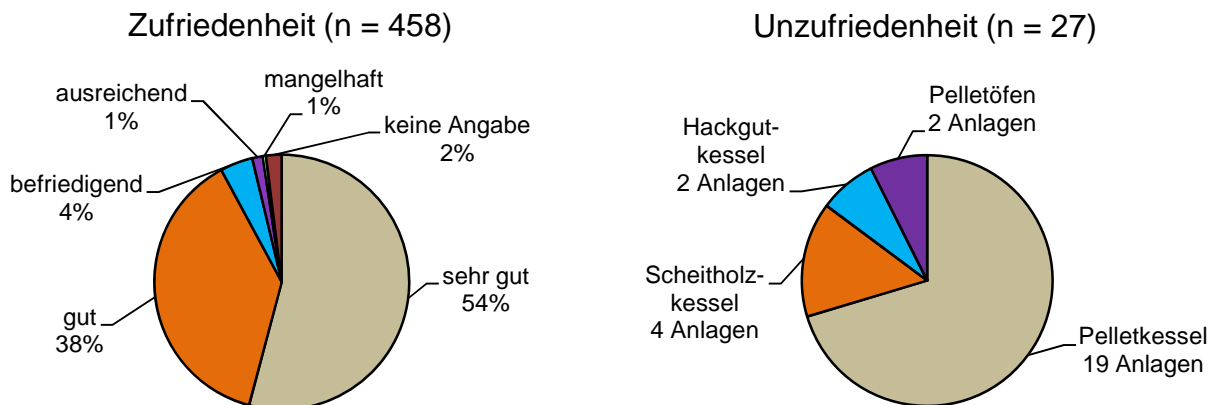 Zufriedenheit (n = 458)
mangelhaft
1%
ausreichend
1%
keine Angabe
2%
befriedigend
4%
sehr gut
54%
gut
38%
Unzufriedenheit (n = 27)
Pelletöfen
2 Anlagen
Hackgut-
kessel
2 Anlagen
Scheitholz-
kessel
4 Anlagen
Pelletkessel
19 Anlagen